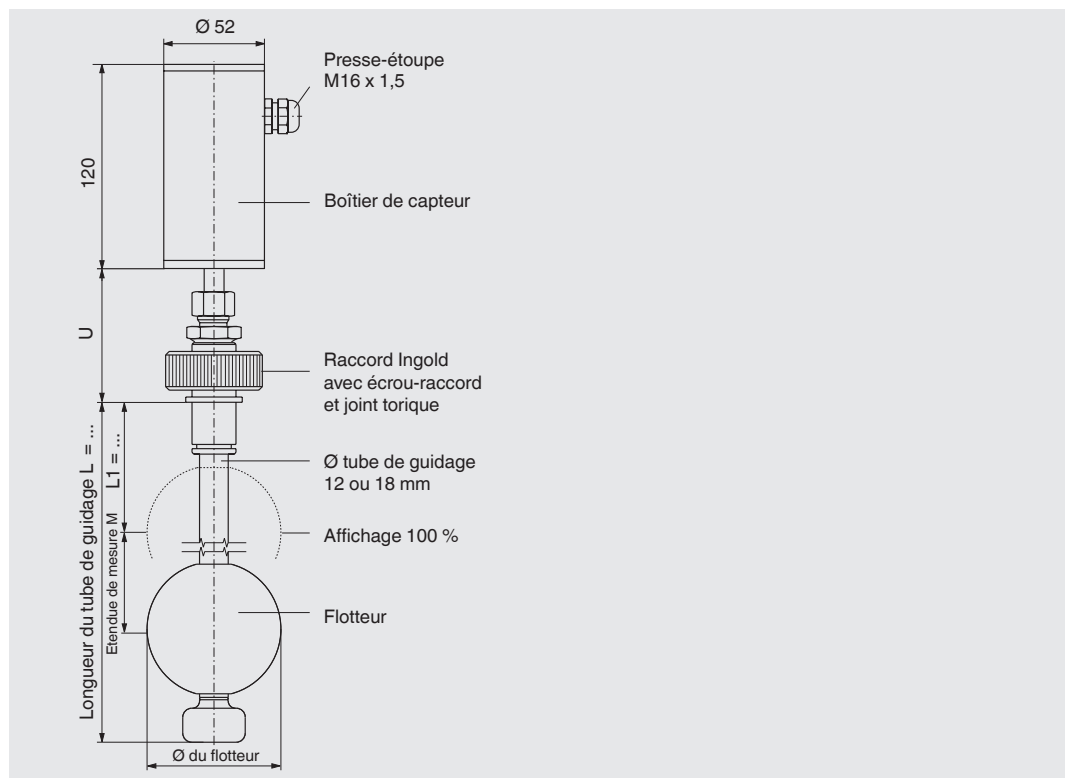 Ø 52
Presse-étoupe
M16 x 1,5
120
Boîtier de capteur
U
Raccord Ingold
avec écrou-raccord
et joint torique
Longueur du tube de guidage L = ...
L1 = ...
Ø tube de guidage
12 ou 18 mm
Etendue de mesure M
Affichage 100 %
Flotteur
Ø du flotteur